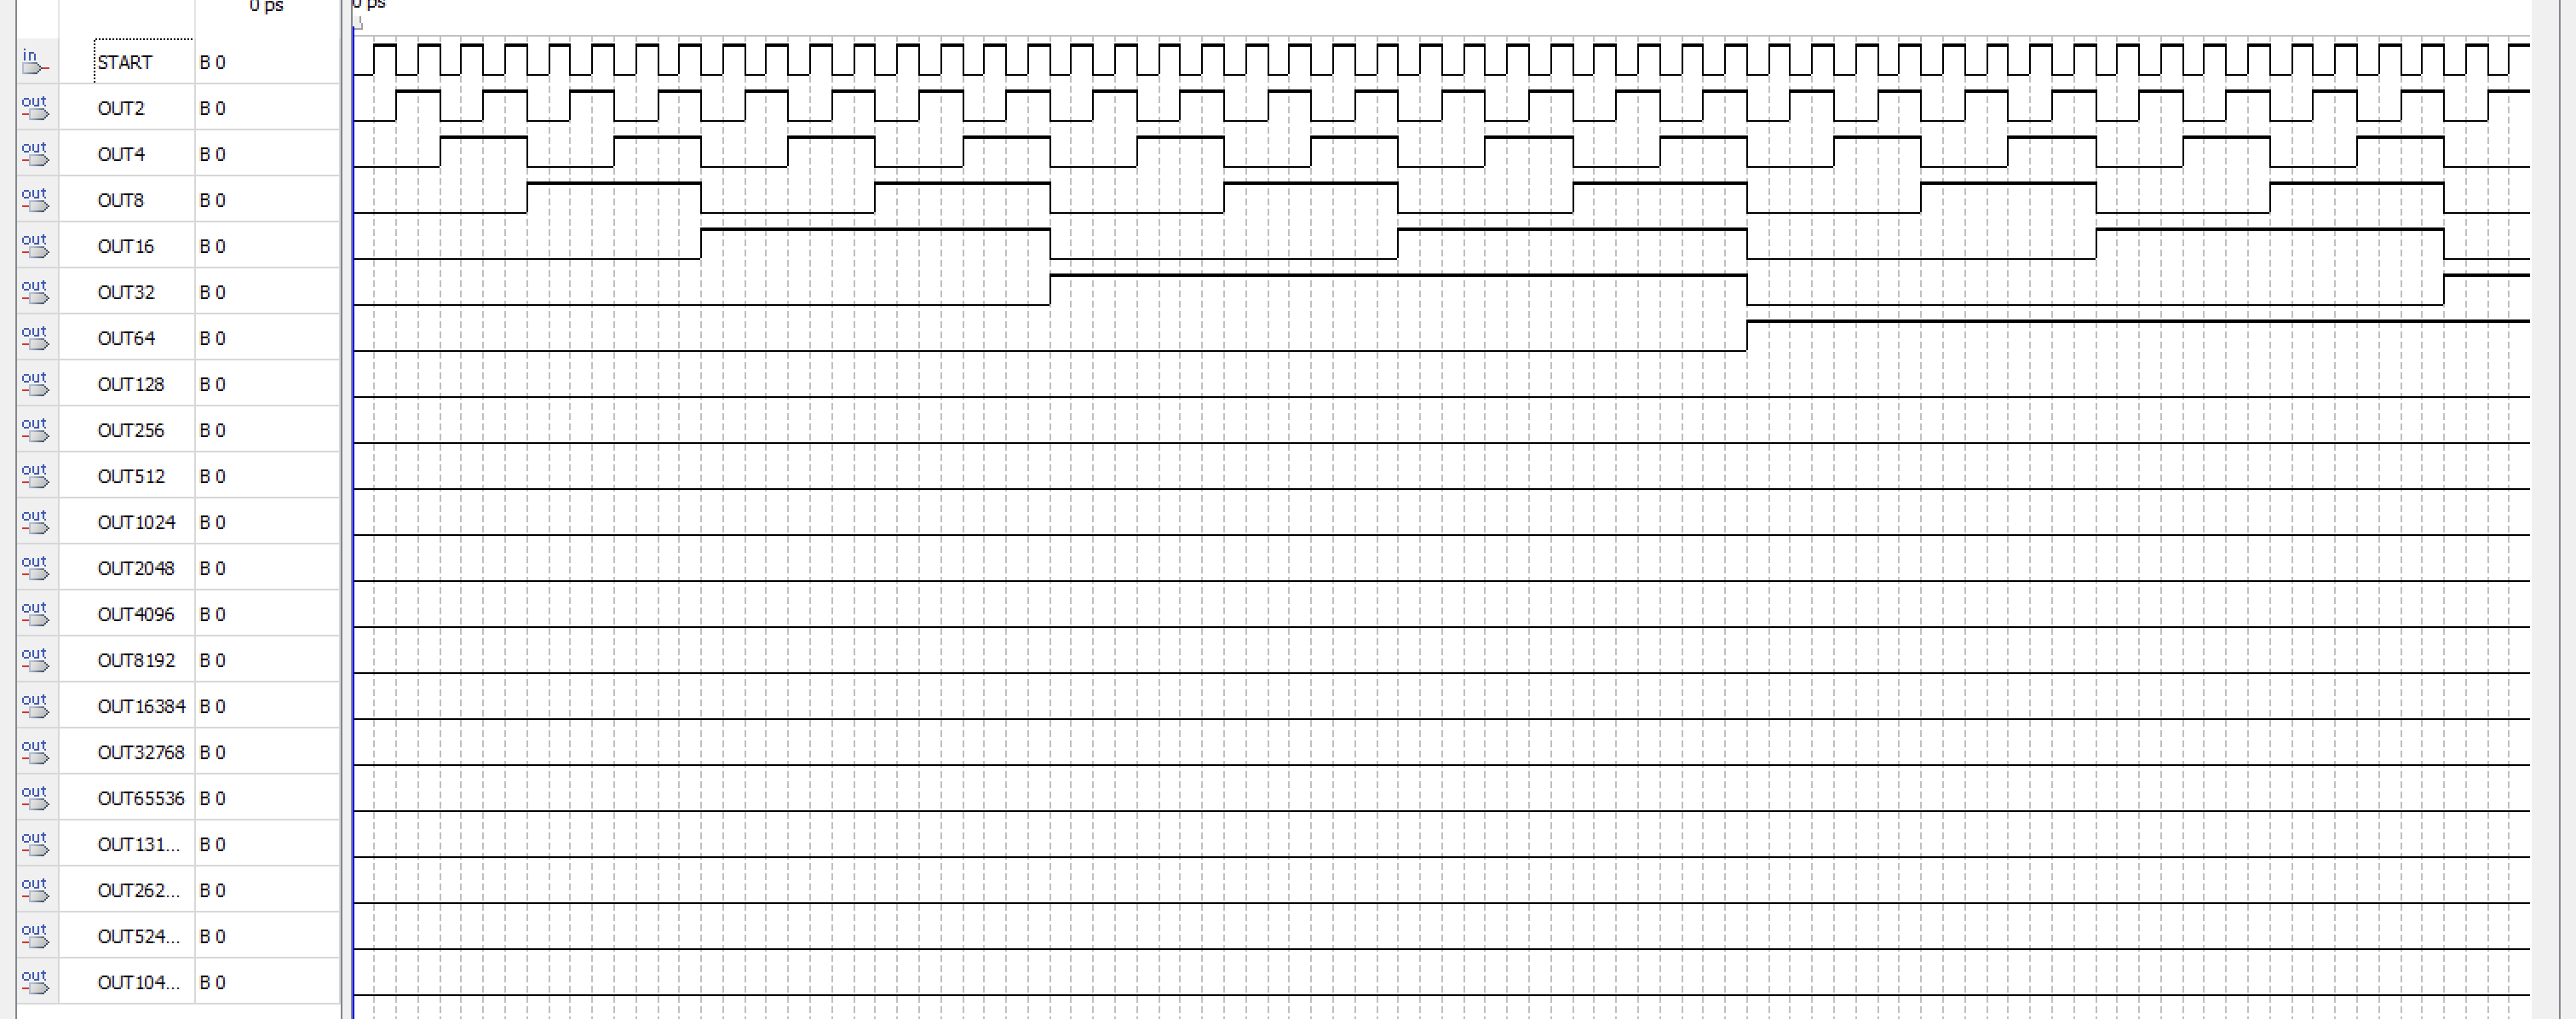 0 ps 0 ps
in START B 0
out OUT2 B 0
out OUT4 B 0
out OUT8 B 0
out OUT16 B 0
out OUT32 B 0
out OUT64 B 0
out OUT128 B 0
out OUT256 B 0
out OUT512 B 0
out OUT1024 B 0
out OUT2048 B 0
out OUT4096 B 0
out OUT8192 B 0
out OUT16384 B 0
out OUT32768 B 0
out OUT65536 B 0
out OUT131... B 0
out OUT262... B 0
out OUT524... B 0
out OUT104... B 0